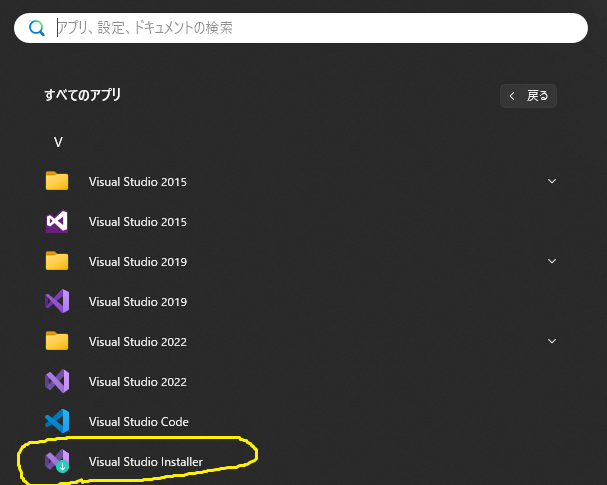 アプリ、設定、ドキュメントの検索
すべてのアプリ
戻る
V
Visual Studio 2015
Visual Studio 2015
Visual Studio 2019
Visual Studio 2019
Visual Studio 2022
Visual Studio 2022
Visual Studio Code
Visual Studio Installer